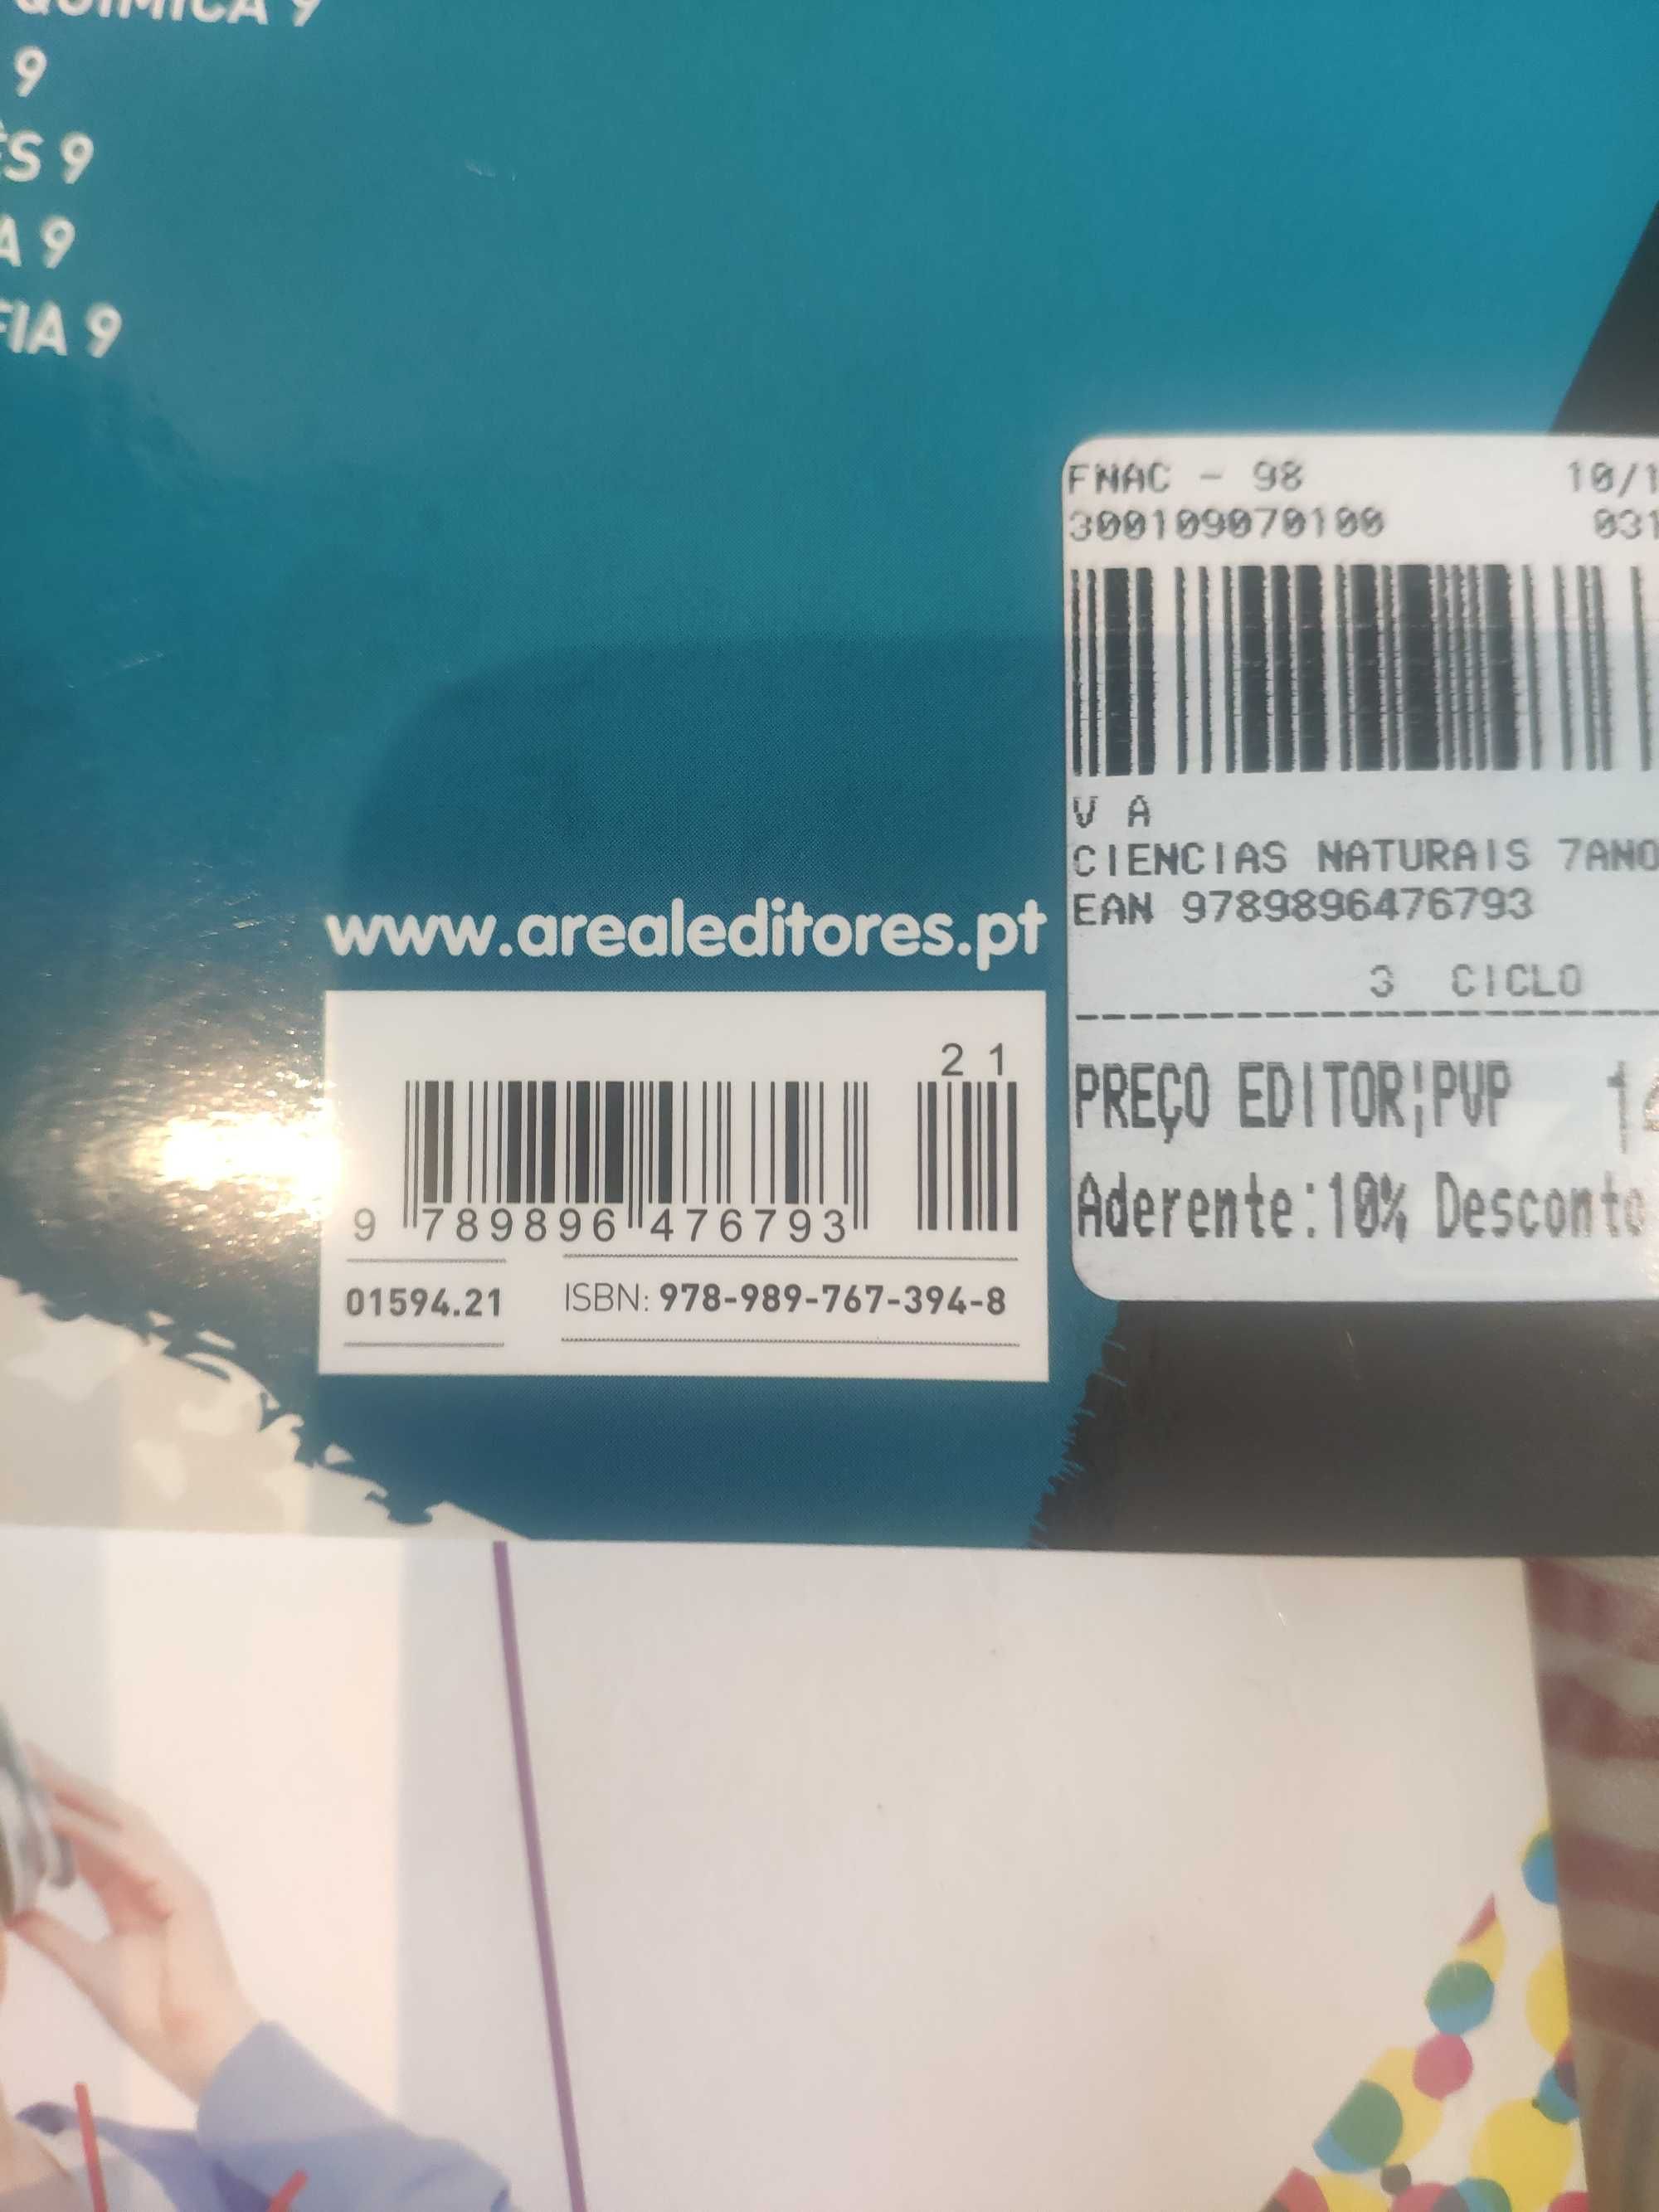 QUÍMICA 9
9
ÊS 9
A 9
FIA 9
FNAC - 98 10/1
300109070100 031
V A
CIENCIAS NATURAIS 7ANO
EAN 9789896476793
3 CICLO
PREÇO EDITOR|PVP 14
Aderente:10% Desconto
www.arealeditores.pt
21
9 789896 476793
01594.21 ISBN: 978-989-767-394-8